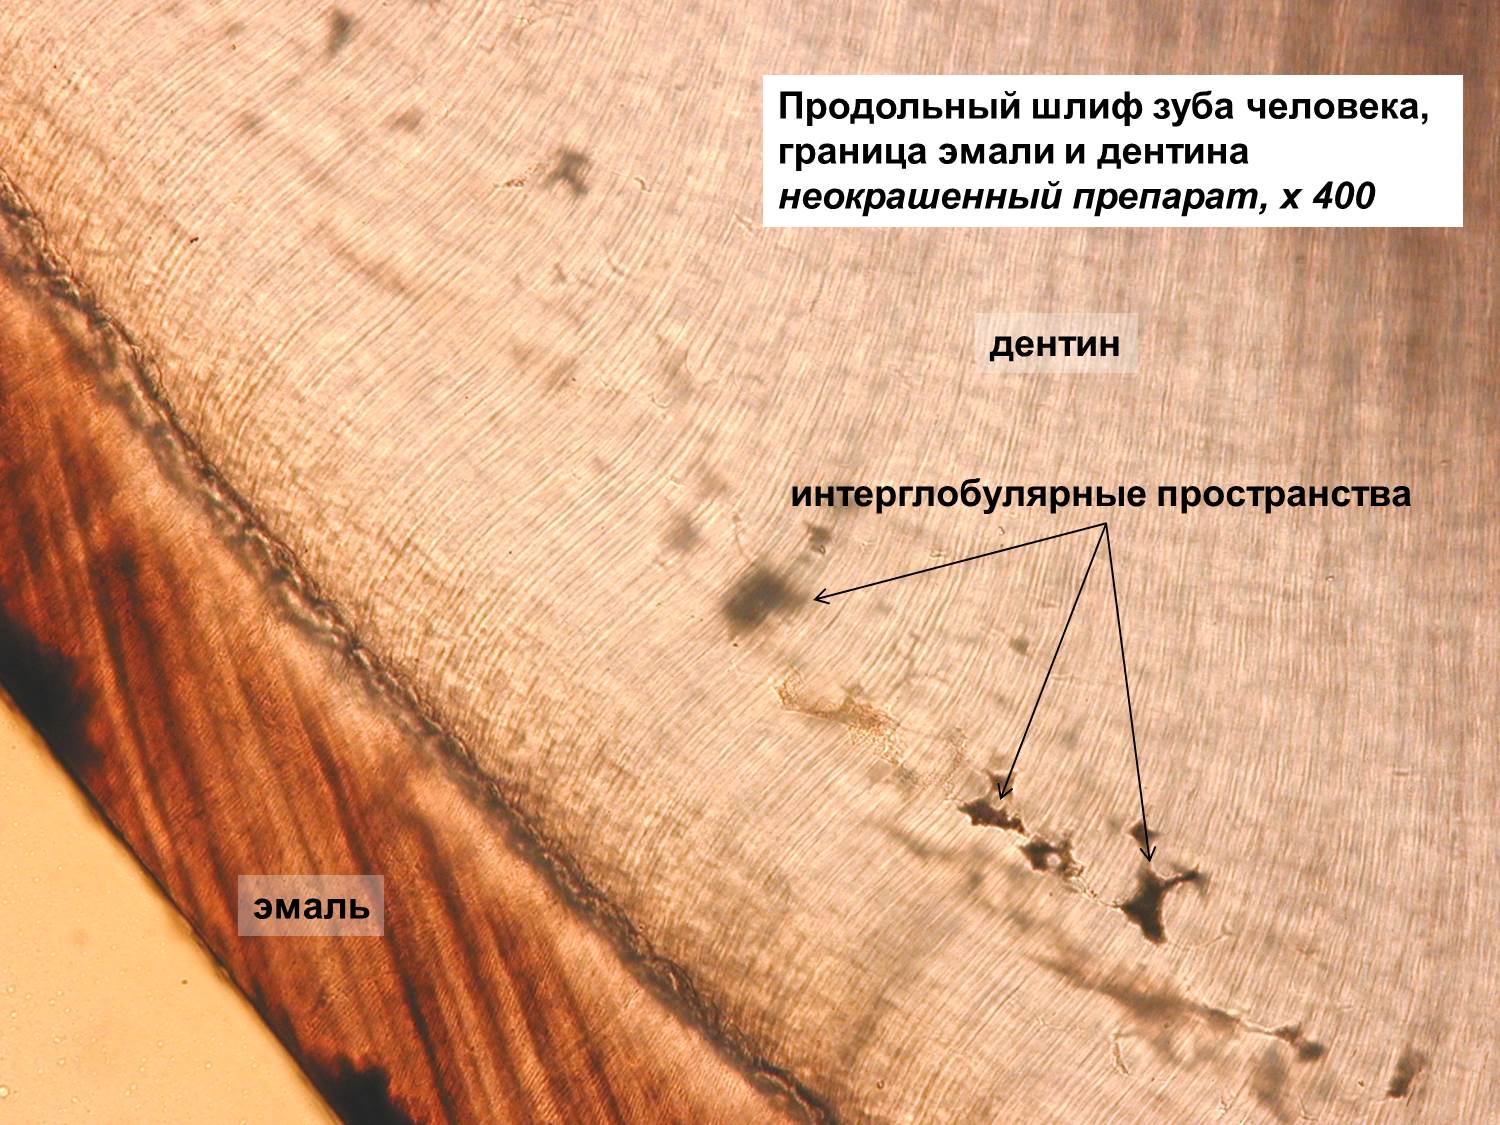 Продольный шлиф зуба человека,
граница эмали и дентина
неокрашенный препарат, х 400
дентин
интерглобулярные пространства
эмаль